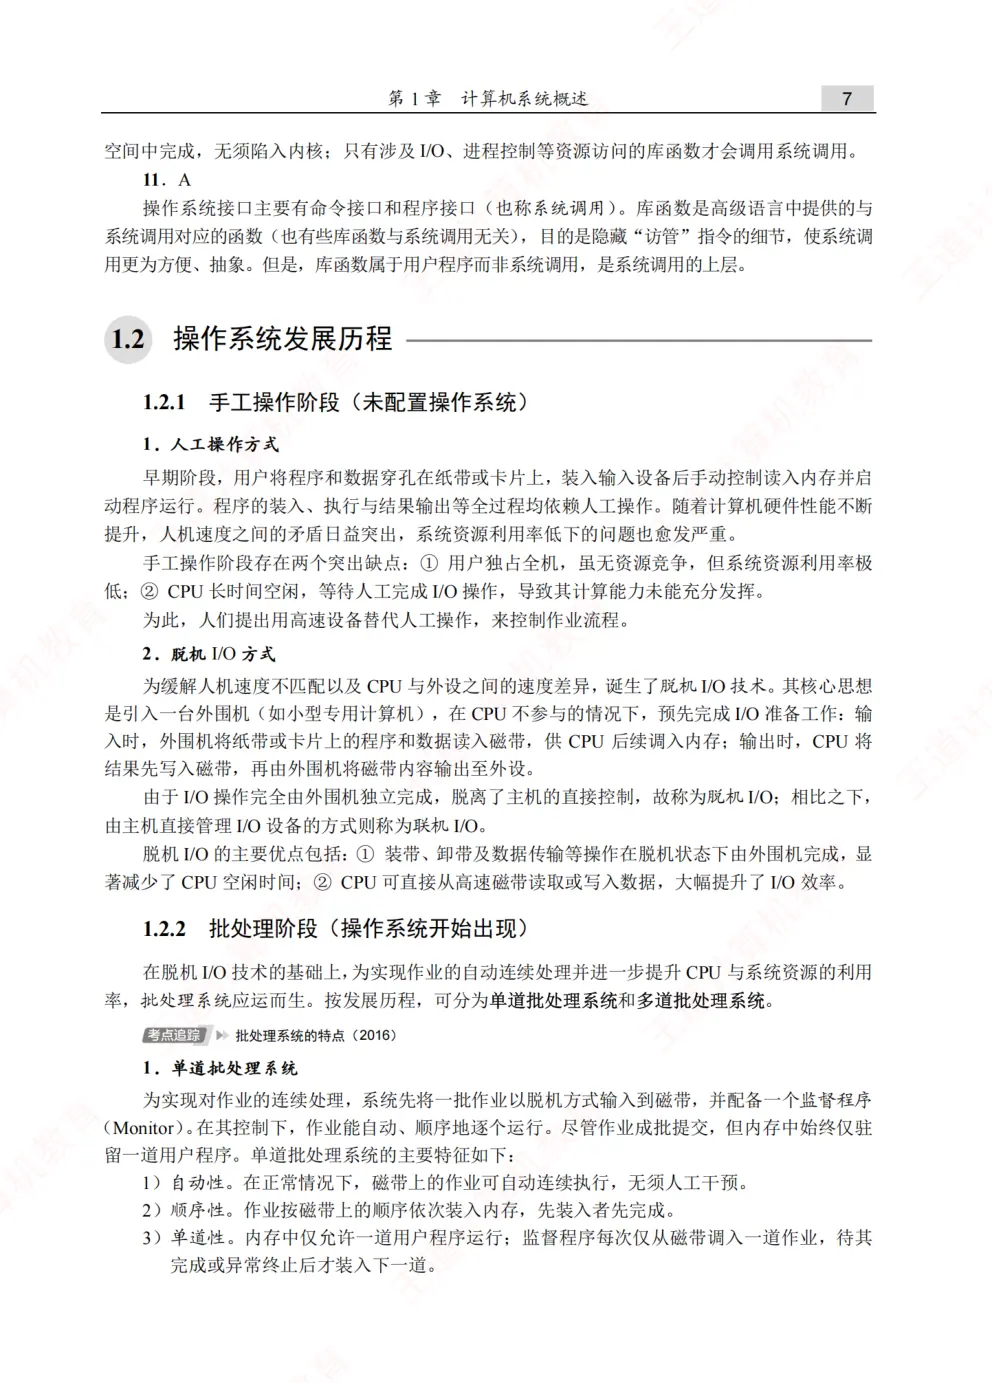 第 1 章 计算机系统概述 7
空间中完成，无须陷入内核；只有涉及 I/O、进程控制等资源访问的库函数才会调用系统调用。
11．A
操作系统接口主要有命令接口和程序接口（也称系统调用）。库函数是高级语言中提供的与
系统调用对应的函数（也有些库函数与系统调用无关），目的是隐藏“访管”指令的细节，使系统调
用更为方便、抽象。但是，库函数属于用户程序而非系统调用，是系统调用的上层。
1.2 操作系统发展历程
1.2.1 手工操作阶段（未配置操作系统）
1．人工操作方式
早期阶段，用户将程序和数据穿孔在纸带或卡片上，装入输入设备后手动控制读入内存并启
动程序运行。程序的装入、执行与结果输出等全过程均依赖人工操作。随着计算机硬件性能不断
提升，人机速度之间的矛盾日益突出，系统资源利用率低下的问题也愈发严重。
手工操作阶段存在两个突出缺点：① 用户独占全机，虽无资源竞争，但系统资源利用率极
低；② CPU 长时间空闲，等待人工完成 I/O 操作，导致其计算能力未能充分发挥。
为此，人们提出用高速设备替代人工操作，来控制作业流程。
2．脱机 I/O 方式
为缓解人机速度不匹配以及 CPU 与外设之间的速度差异，诞生了脱机 I/O 技术。其核心思想
是引入一台外围机（如小型专用计算机），在 CPU 不参与的情况下，预先完成 I/O 准备工作：输
入时，外围机将纸带或卡片上的程序和数据读入磁带，供 CPU 后续调入内存；输出时，CPU 将
结果先写入磁带，再由外围机将磁带内容输出至外设。
由于 I/O 操作完全由外围机独立完成，脱离了主机的直接控制，故称为脱机 I/O；相比之下，
由主机直接管理 I/O 设备的方式则称为联机 I/O。
脱机 I/O 的主要优点包括：① 装带、卸带及数据传输等操作在脱机状态下由外围机完成，显
著减少了 CPU 空闲时间；② CPU 可直接从高速磁带读取或写入数据，大幅提升了 I/O 效率。
1.2.2 批处理阶段（操作系统开始出现）
在脱机 I/O 技术的基础上，为实现作业的自动连续处理并进一步提升 CPU 与系统资源的利用
率，批处理系统应运而生。按发展历程，可分为单道批处理系统和多道批处理系统。
考点追踪 批处理系统的特点（2016）
1．单道批处理系统
为实现对作业的连续处理，系统先将一批作业以脱机方式输入到磁带，并配备一个监督程序
（Monitor）。在其控制下，作业能自动、顺序地逐个运行。尽管作业成批提交，但内存中始终仅驻
留一道用户程序。单道批处理系统的主要特征如下：
1）自动性。在正常情况下，磁带上的作业可自动连续执行，无须人工干预。
2）顺序性。作业按磁带上的顺序依次装入内存，先装入者先完成。
3）单道性。内存中仅允许一道用户程序运行；监督程序每次仅从磁带调入一道作业，待其
完成或异常终止后才装入下一道。